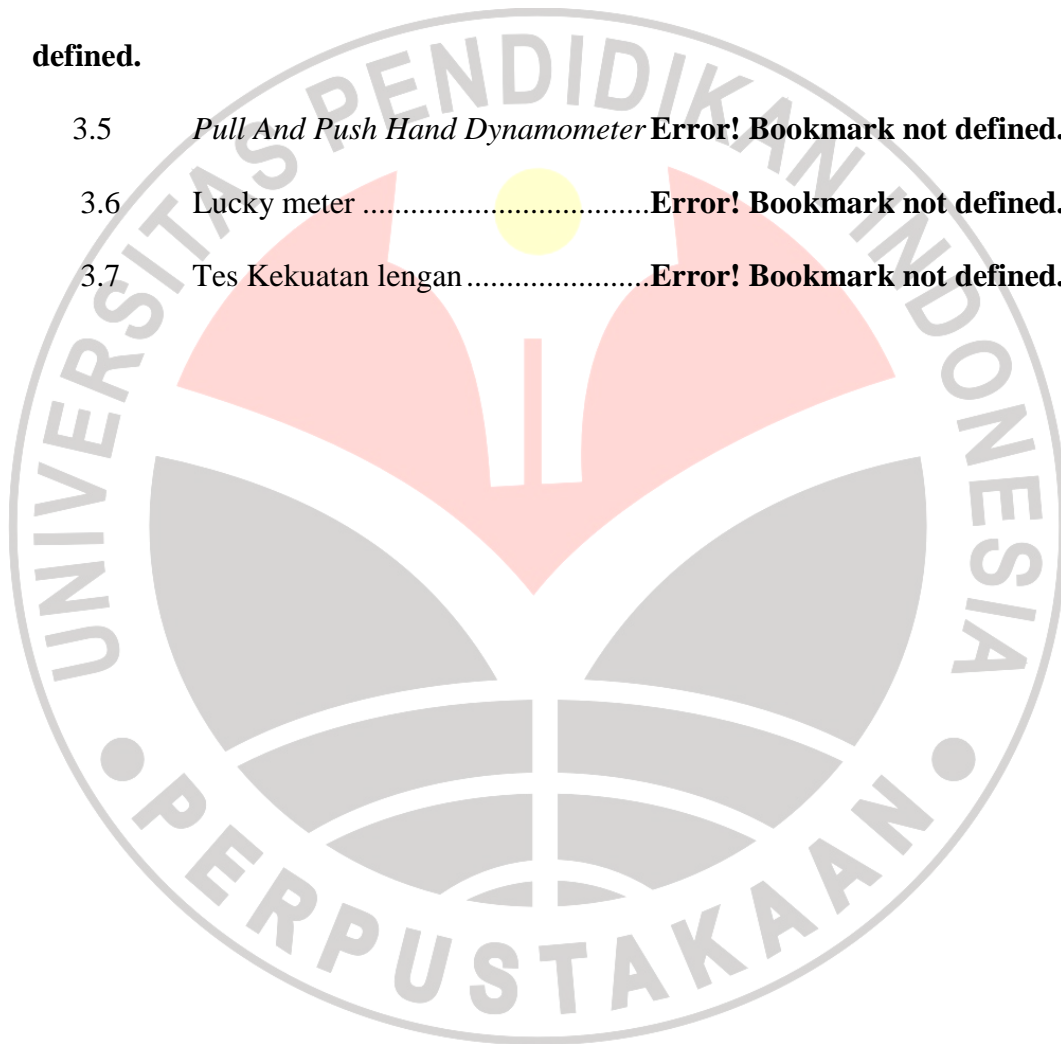 defined.
3.5 Pull And Push Hand Dynamometer Error! Bookmark not defined.
3.6 Lucky meter ..................................Error! Bookmark not defined.
3.7 Tes Kekuatan lengan.......................Error! Bookmark not defined.
UNIVERSITAS PENDIDIKAN INDONESIA
PERPUSTAKAAN